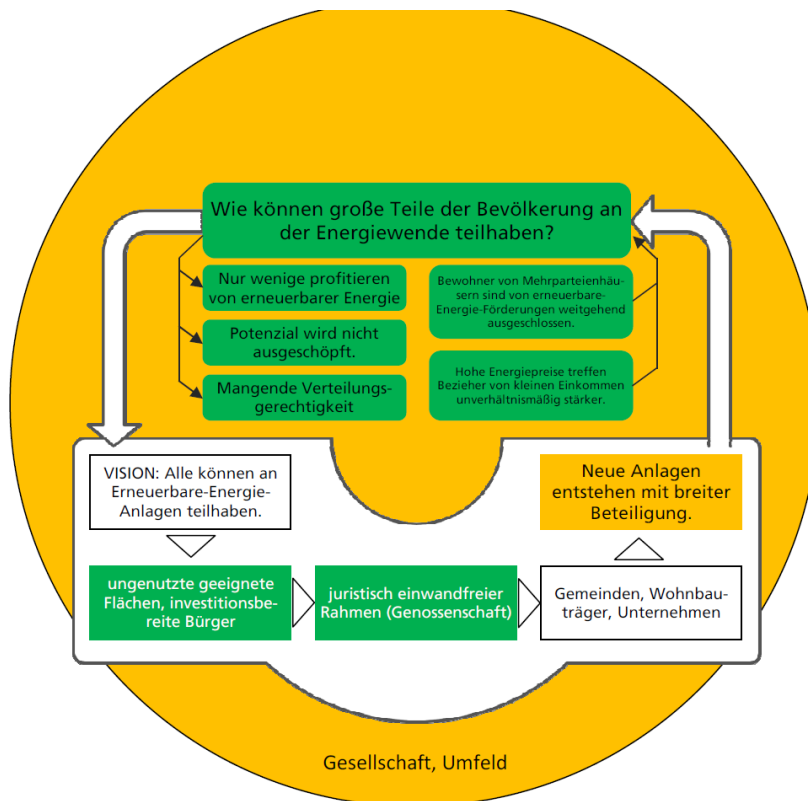 Wie können große Teile der Bevölkerung an
der Energiewende teilhaben?
Nur wenige profitieren
von erneuerbarer Energie
Potenzial wird nicht
ausgeschöpft.
Mangende Verteilungs-
gerechtigkeit
Bewohner von Mehrparteienhäu-
sern sind von erneuerbare-
Energie-Förderungen weitgehend
ausgeschlossen.
Hohe Energiepreise treffen
Bezieher von kleinen Einkommen
unverhältnismäßig stärker.
VISION: Alle können an
Erneuerbare-Energie-
Anlagen teilhaben.
Neue Anlagen
entstehen mit breiter
Beteiligung.
ungenutzte geeignete
Flächen, investitionsbe-
reite Bürger
juristisch einwandfreier
Rahmen (Genossenschaft)
Gemeinden, Wohnbau-
träger, Unternehmen
Gesellschaft, Umfeld